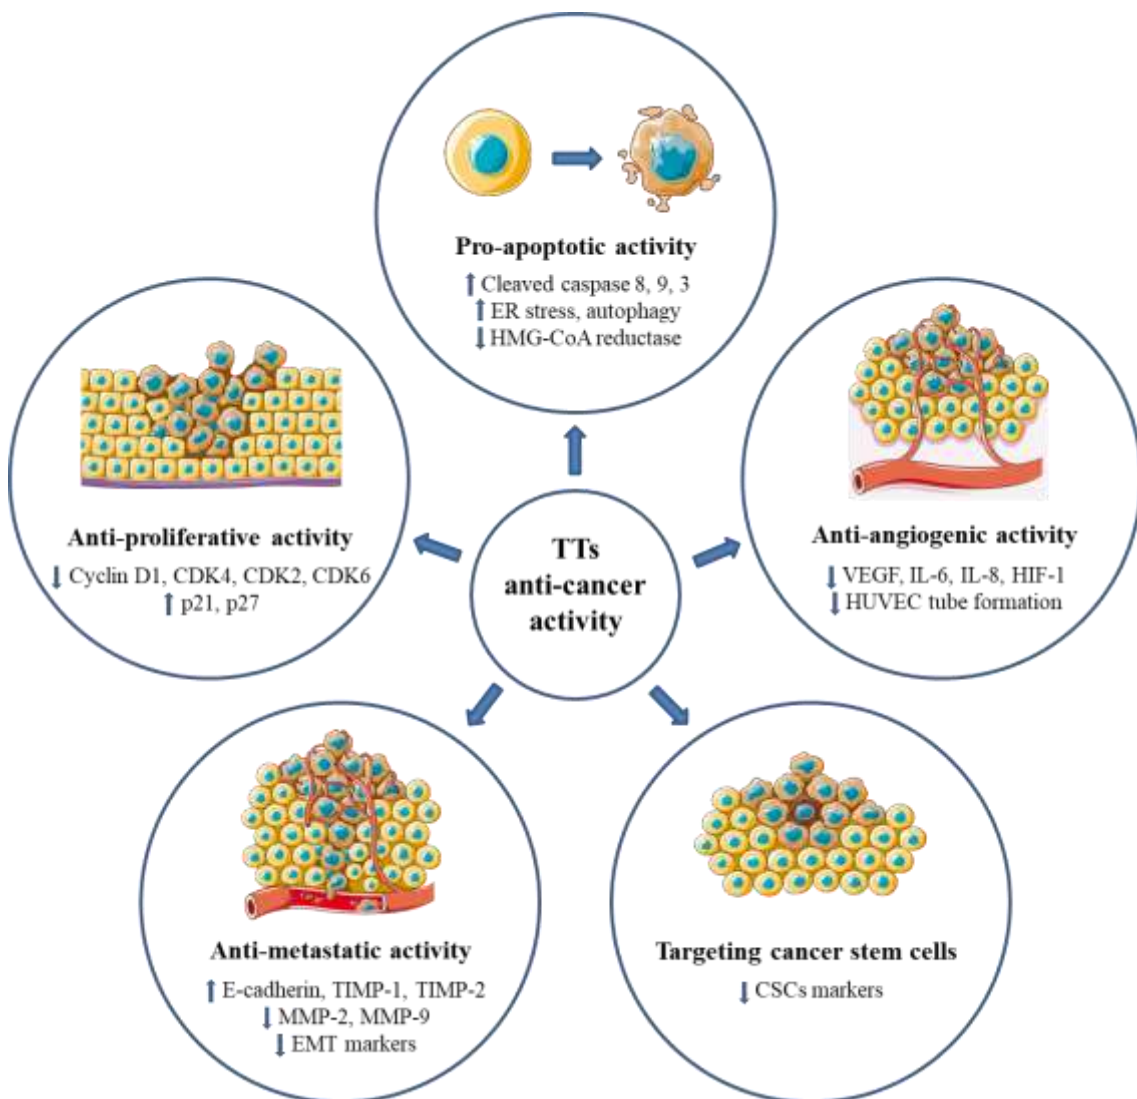 Pro-apoptotic activity
↑ Cleaved caspase 8, 9, 3
↑ ER stress, autophagy
↓ HMG-CoA reductase
Anti-proliferative activity
↓ Cyclin D1, CDK4, CDK2, CDK6
↑ p21, p27
TTs
anti-cancer
activity
Anti-angiogenic activity
↓ VEGF, IL-6, IL-8, HIF-1
↓ HUVEC tube formation
Anti-metastatic activity
↑ E-cadherin, TIMP-1, TIMP-2
↓ MMP-2, MMP-9
↓ EMT markers
Targeting cancer stem cells
↓ CSCs markers